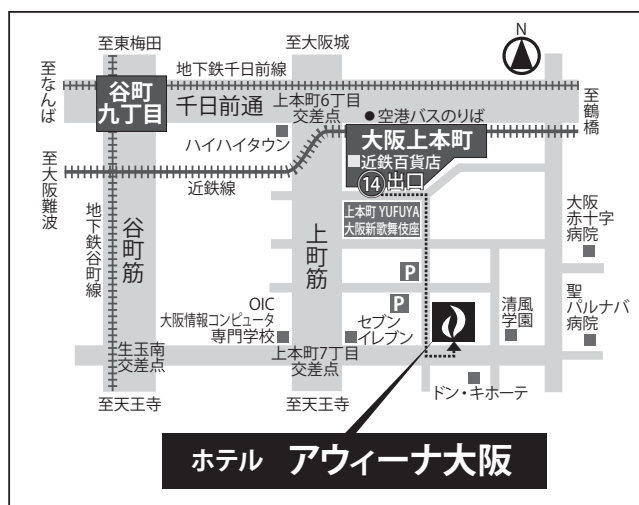 至東梅田
至大阪城
N
至なんば
地下鉄千日前線
谷町
九丁目
千日前通
上本町6丁目
交差点
●空港バスのりば
至鶴橋
ハイハイタウン
大阪上本町
近鉄百貨店
⑭出口
至大阪難波
近鉄線
上本町 YUFUYA
大阪新歌舞伎座
大阪
赤十字
病院
地下鉄谷町線
谷町筋
上町筋
P
P
OIC
大阪情報コンピュータ
専門学校
セブン
イレブン
清風
学園
聖
バルナバ
病院
生玉南
交差点
上本町7丁目
交差点
ドン・キホーテ
至天王寺
至天王寺
ホテル アウィーナ大阪